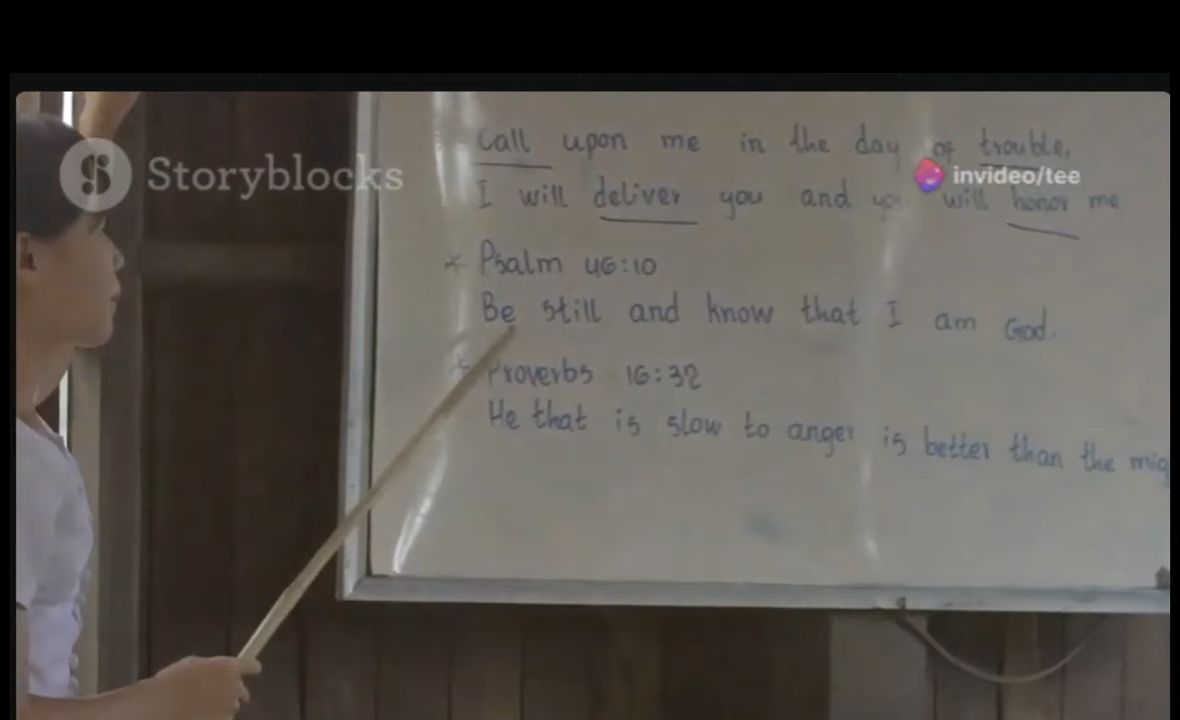 Call upon me in the day of trouble,
I will deliver you and you will honor me
* Psalm 46:10
Be still and know that I am God.
* Proverbs 16:32
He that is slow to anger is better than the mig
Storyblocks
invideo/tee